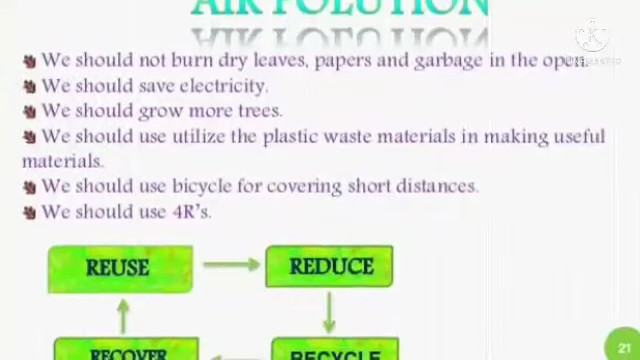 AIR POLUTION
We should not burn dry leaves, papers and garbage in the open.
We should save electricity.
We should grow more trees.
We should use utilize the plastic waste materials in making useful
materials.
We should use bicycle for covering short distances.
We should use 4R's.
REUSE
REDUCE
RECOVER
RECYCLE
21